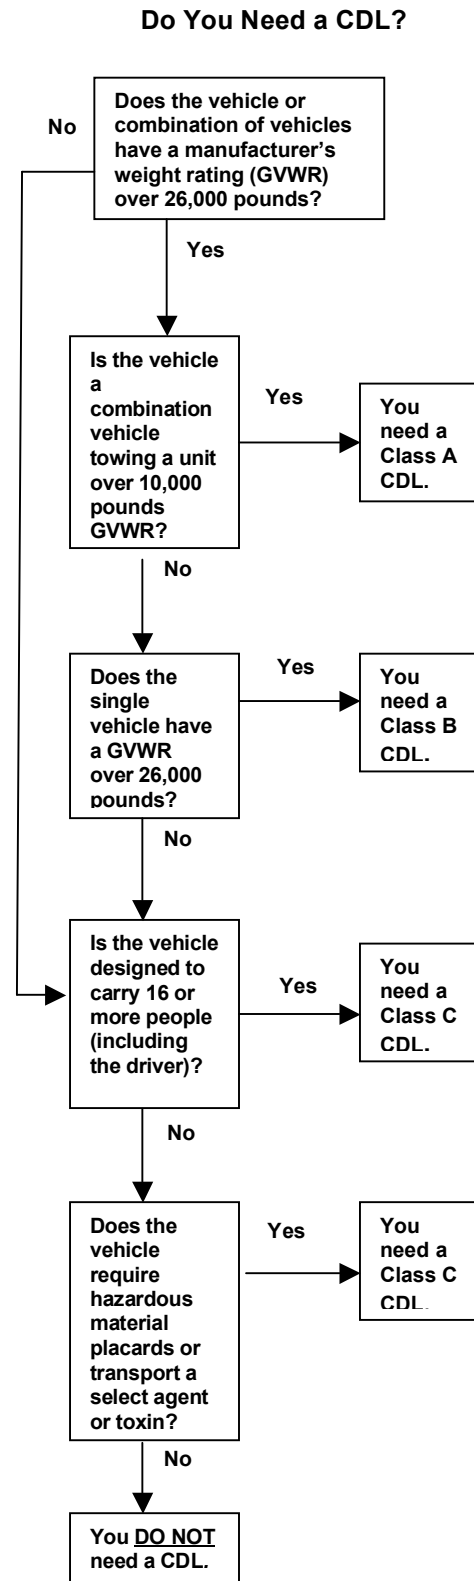 Do You Need a CDL?
Does the vehicle or
combination of vehicles
have a manufacturer's
weight rating (GVWR)
over 26,000 pounds?
No
Yes
Is the vehicle
a
combination
vehicle
towing a unit
over 10,000
pounds
GVWR?
Yes
You
need a
Class A
CDL.
No
Does the
single
vehicle have
a GVWR
over 26,000
pounds?
Yes
You
need a
Class B
CDL.
No
Is the vehicle
designed to
carry 16 or
more people
(including
the driver)?
Yes
You
need a
Class C
CDL.
No
Does the
vehicle
require
hazardous
material
placards or
transport a
select agent
or toxin?
Yes
You
need a
Class C
CDL.
No
You DO NOT
need a CDL.